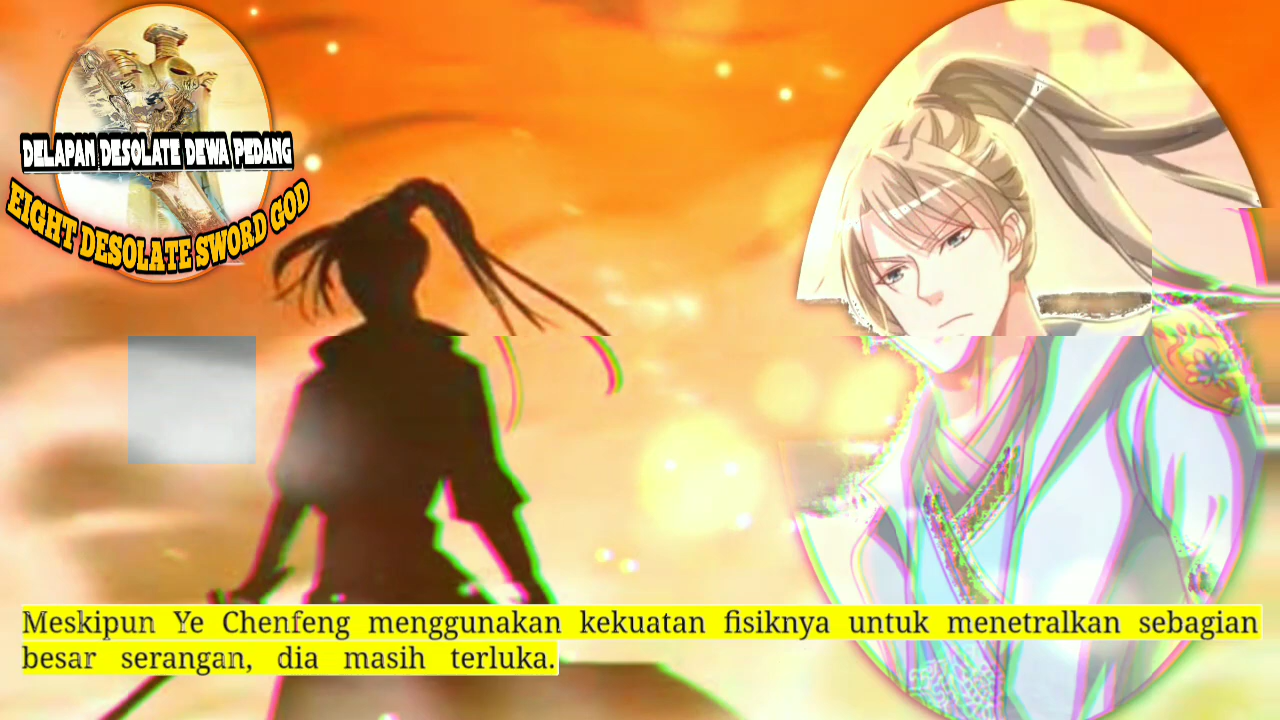 DELAPAN DESOLATE DEWA PEDANG
EIGHT DESOLATE SWORD GOD
Meskipun Ye Chenfeng menggunakan kekuatan fisiknya untuk menetralkan sebagian
besar serangan, dia masih terluka.